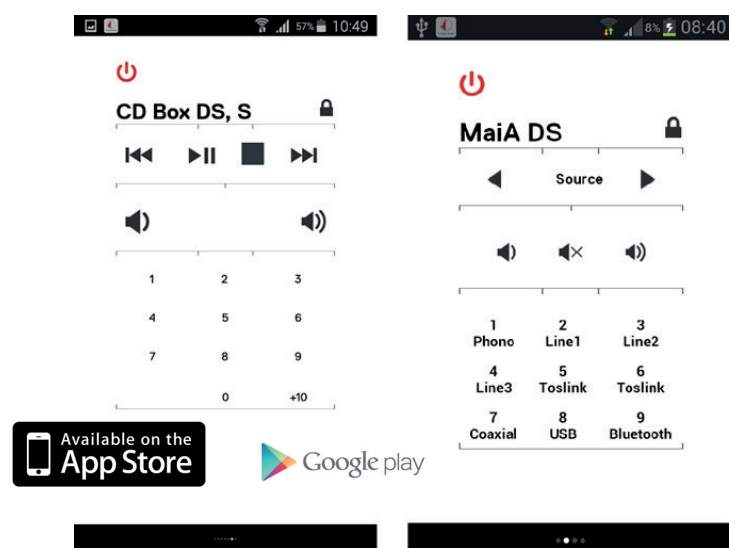 57% 10:49
CD Box DS, S
1 2 3
4 5 6
7 8 9
0 +10
Available on the
App Store
Google play
8% 08:40
MaiA DS
Source
1 2 3
Phono Line1 Line2
4 5 6
Line3 Toslink Toslink
7 8 9
Coaxial USB Bluetooth